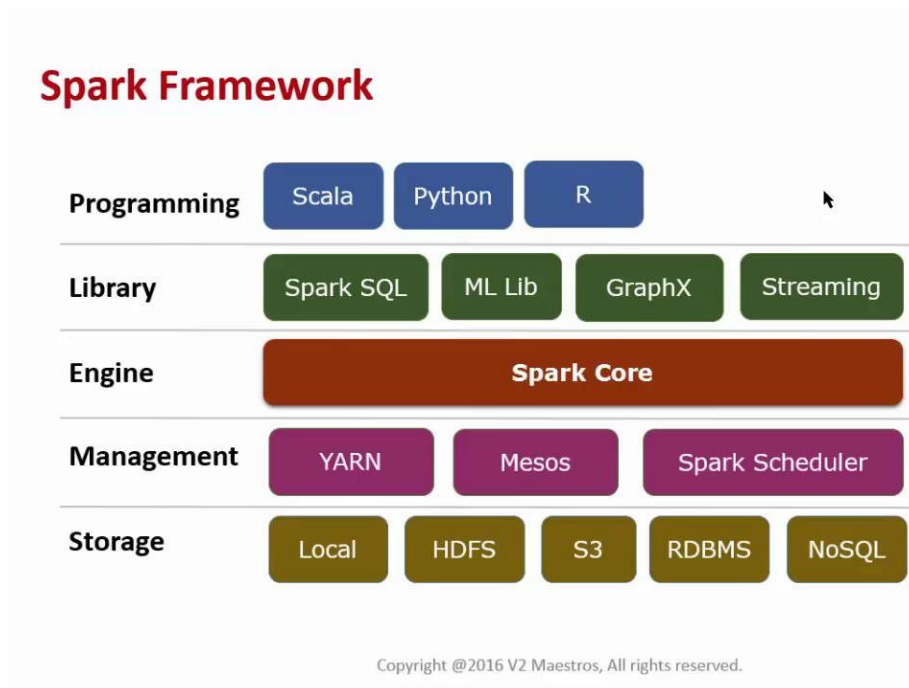 Spark Framework
Programming Scala Python R
Library Spark SQL ML Lib GraphX Streaming
Engine Spark Core
Management YARN Mesos Spark Scheduler
Storage Local HDFS S3 RDBMS NoSQL
Copyright @2016 V2 Maestros, All rights reserved.